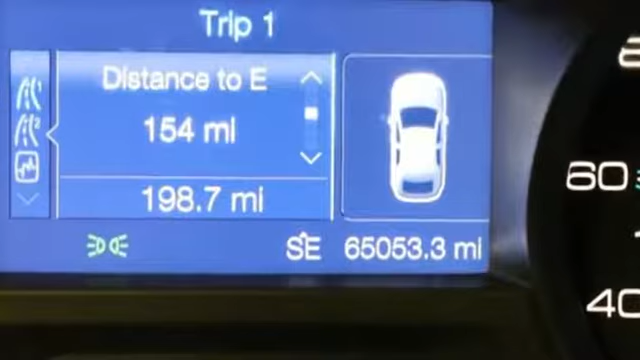 Trip 1
Distance to E
154 mi
198.7 mi
SE 65053.3 mi
60
40